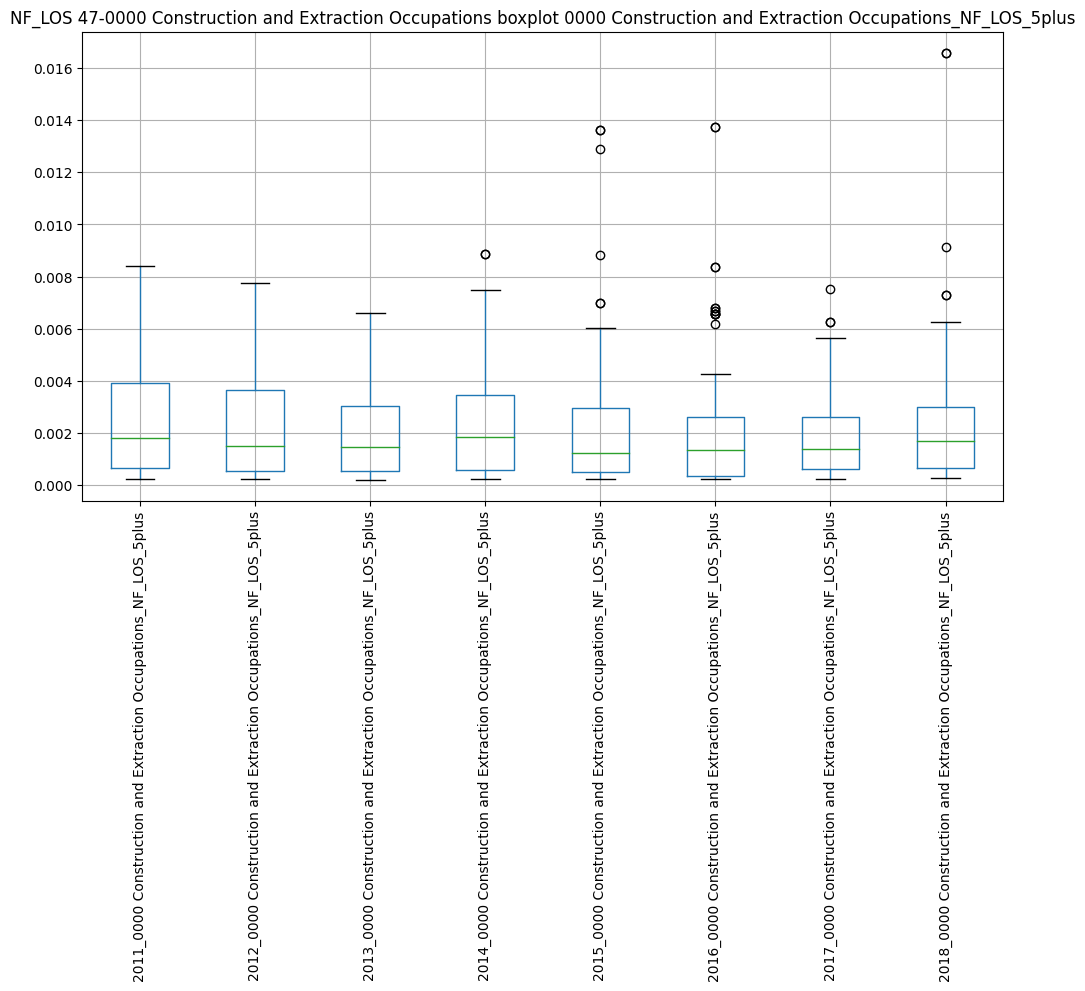 NF_LOS 47-0000 Construction and Extraction Occupations boxplot 0000 Construction and Extraction Occupations_NF_LOS_5plus
0.016
0.014
0.012
0.010
0.008
0.006
0.004
0.002
0.000
2011_0000 Construction and Extraction Occupations_NF_LOS_5plus
2012_0000 Construction and Extraction Occupations_NF_LOS_5plus
2013_0000 Construction and Extraction Occupations_NF_LOS_5plus
2014_0000 Construction and Extraction Occupations_NF_LOS_5plus
2015_0000 Construction and Extraction Occupations_NF_LOS_5plus
2016_0000 Construction and Extraction Occupations_NF_LOS_5plus
2017_0000 Construction and Extraction Occupations_NF_LOS_5plus
2018_0000 Construction and Extraction Occupations_NF_LOS_5plus